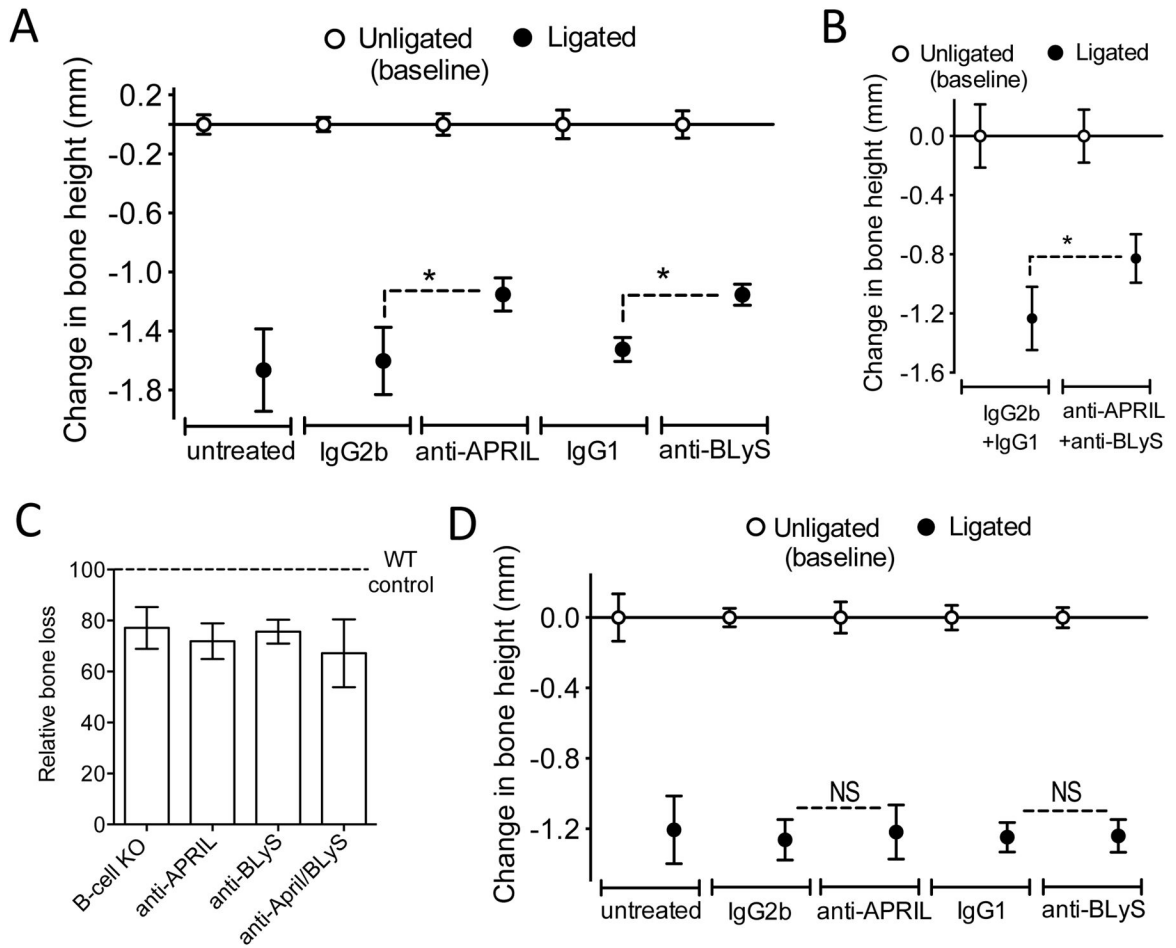 A
Unligated
(baseline)
Ligated
Change in bone height (mm)
0.2
-0.2
-0.6
-1.0
-1.4
-1.8
*
*
untreated
IgG2b
anti-APRIL
IgG1
anti-BLyS
B
Unligated
(baseline)
Ligated
Change in bone height (mm)
0.0
-0.4
-0.8
-1.2
-1.6
*
IgG2b
+IgG1
anti-APRIL
+anti-BLyS
C
WT
control
Relative bone loss
100
80
60
40
20
0
B-cell KO
anti-APRIL
anti-BLyS
anti-April/BLyS
D
Unligated
(baseline)
Ligated
Change in bone height (mm)
0.0
-0.4
-0.8
-1.2
NS
NS
untreated
IgG2b
anti-APRIL
IgG1
anti-BLyS